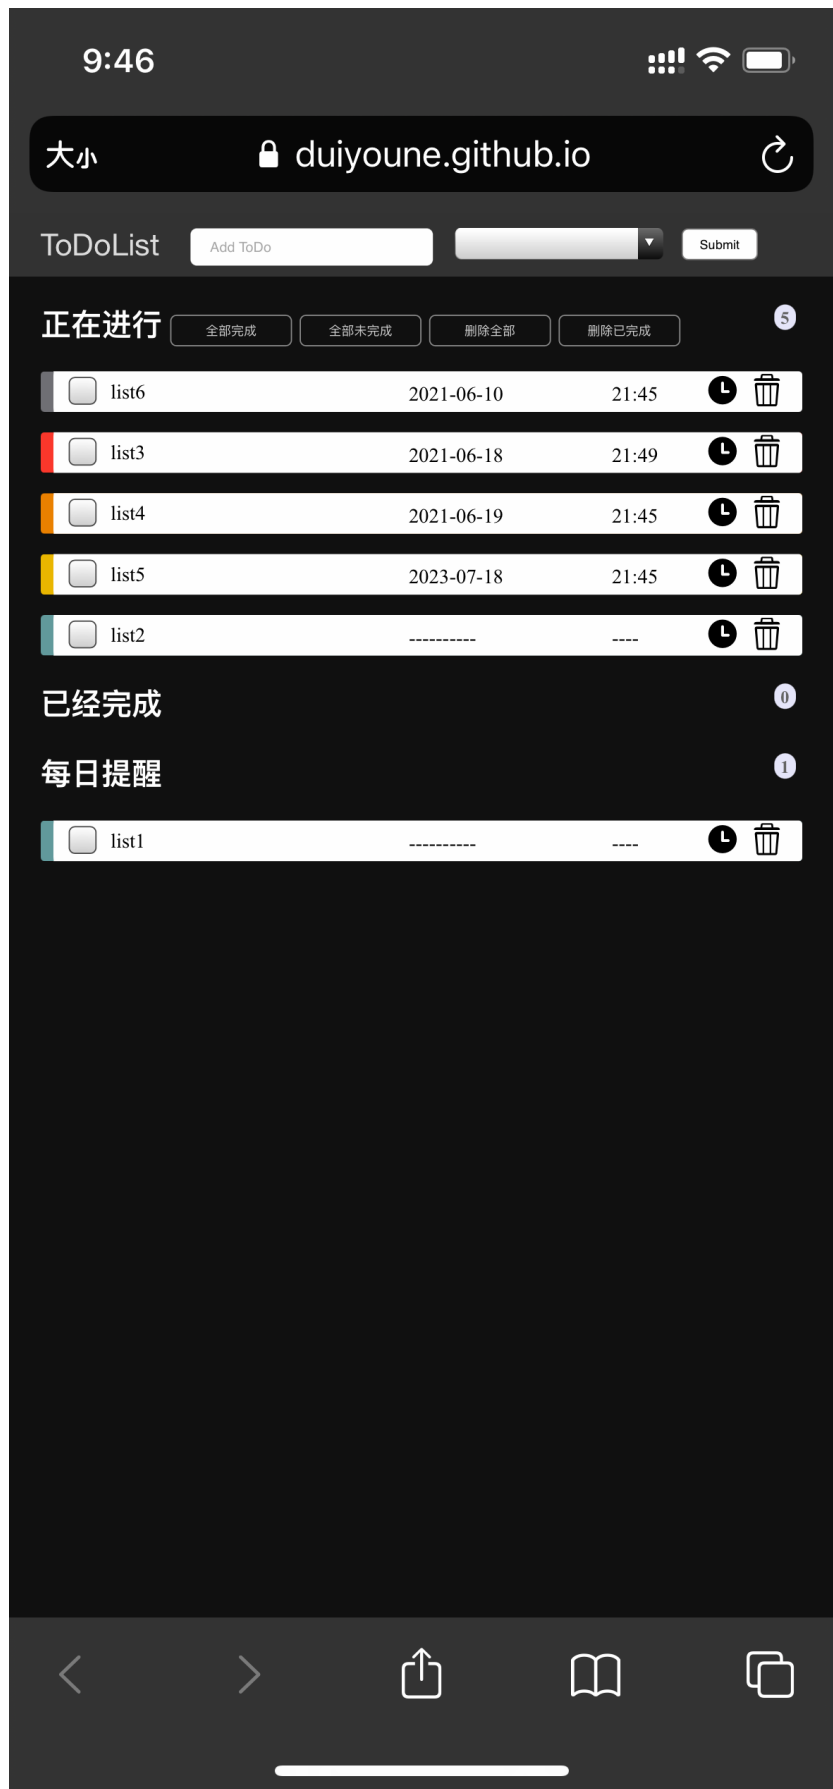 9:46
大小 duiyoune.github.io
ToDoList Add ToDo Submit
正在进行 全部完成 全部未完成 删除全部 删除已完成 5
list6 2021-06-10 21:45
list3 2021-06-18 21:49
list4 2021-06-19 21:45
list5 2023-07-18 21:45
list2 ---------- ----
已经完成 0
每日提醒 1
list1 ---------- ----